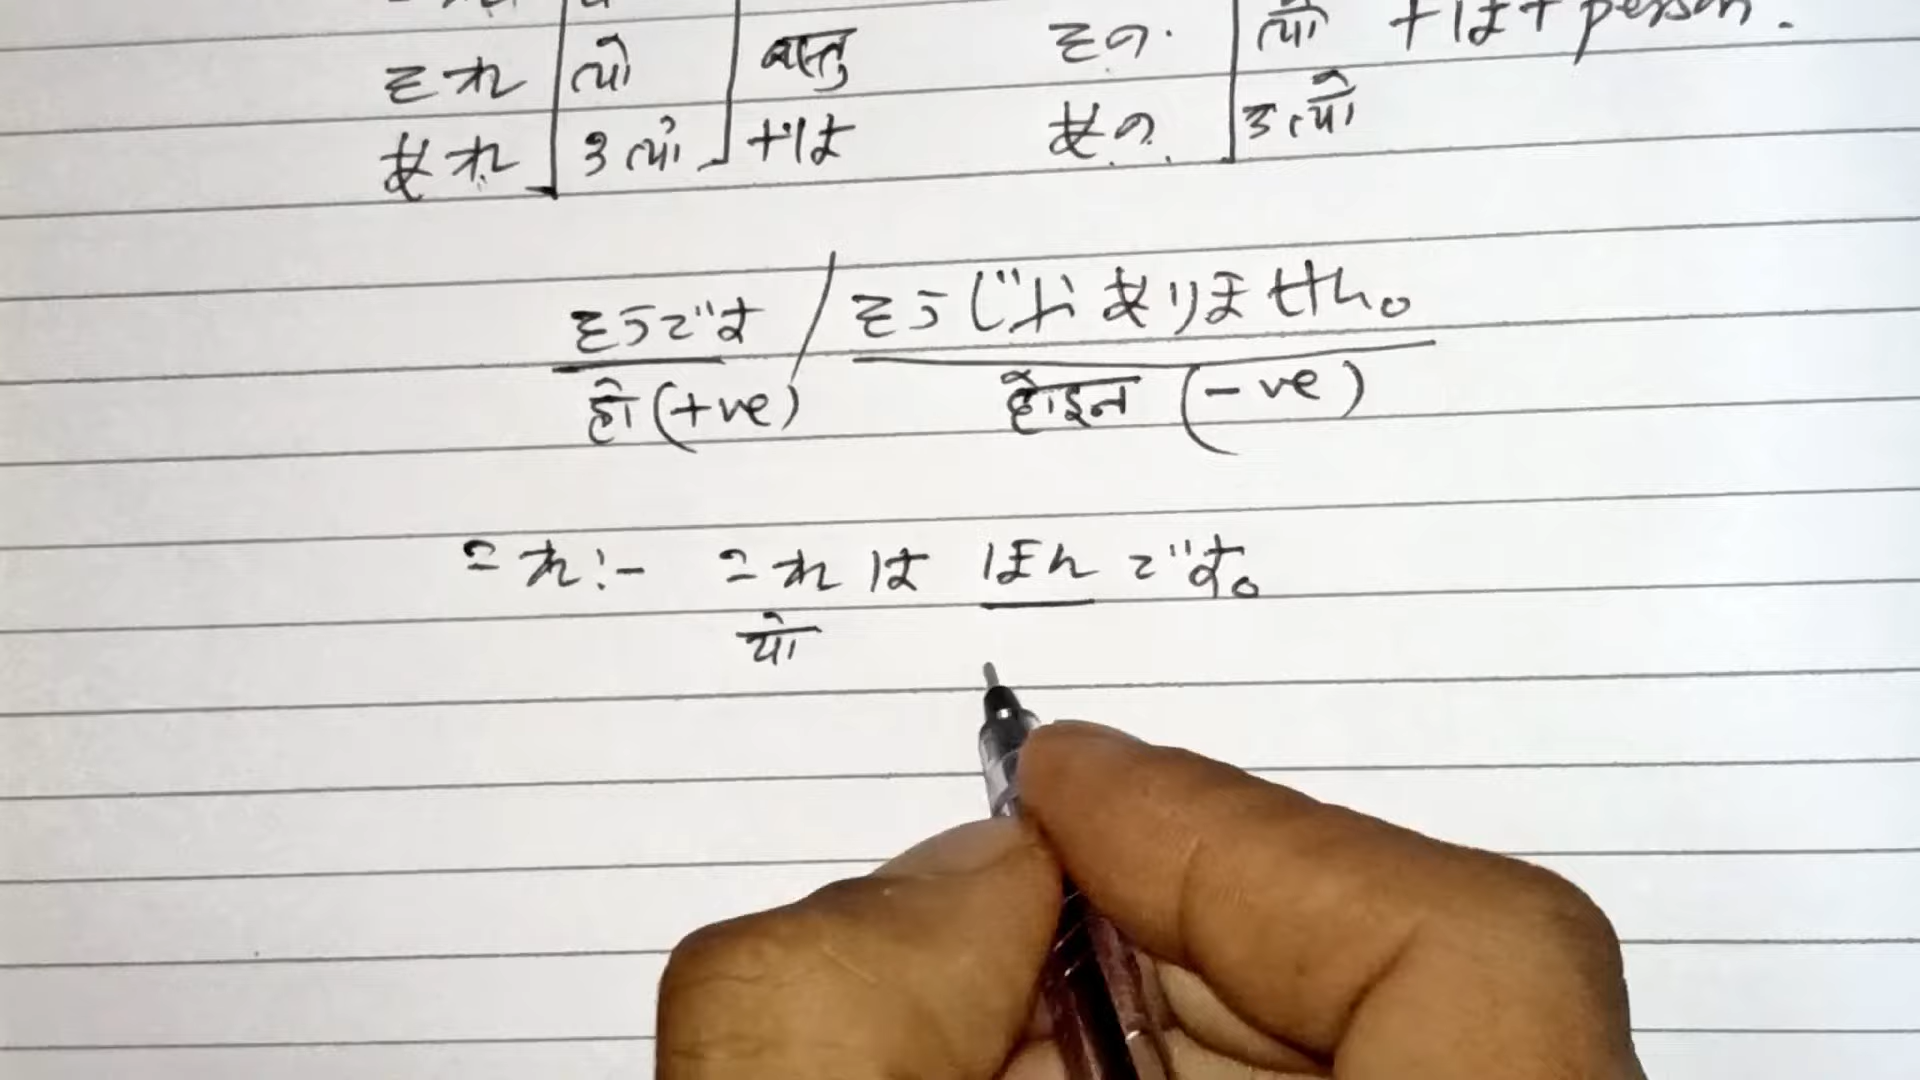 それ त्यो वस्तु その. त्यो +は+ person.
あれ उ त्यो +は あの. उ त्यो
そうです / そうじゃ ありません。
हो (+ve) होइन (-ve)
これ:- これは ほん です。
यो